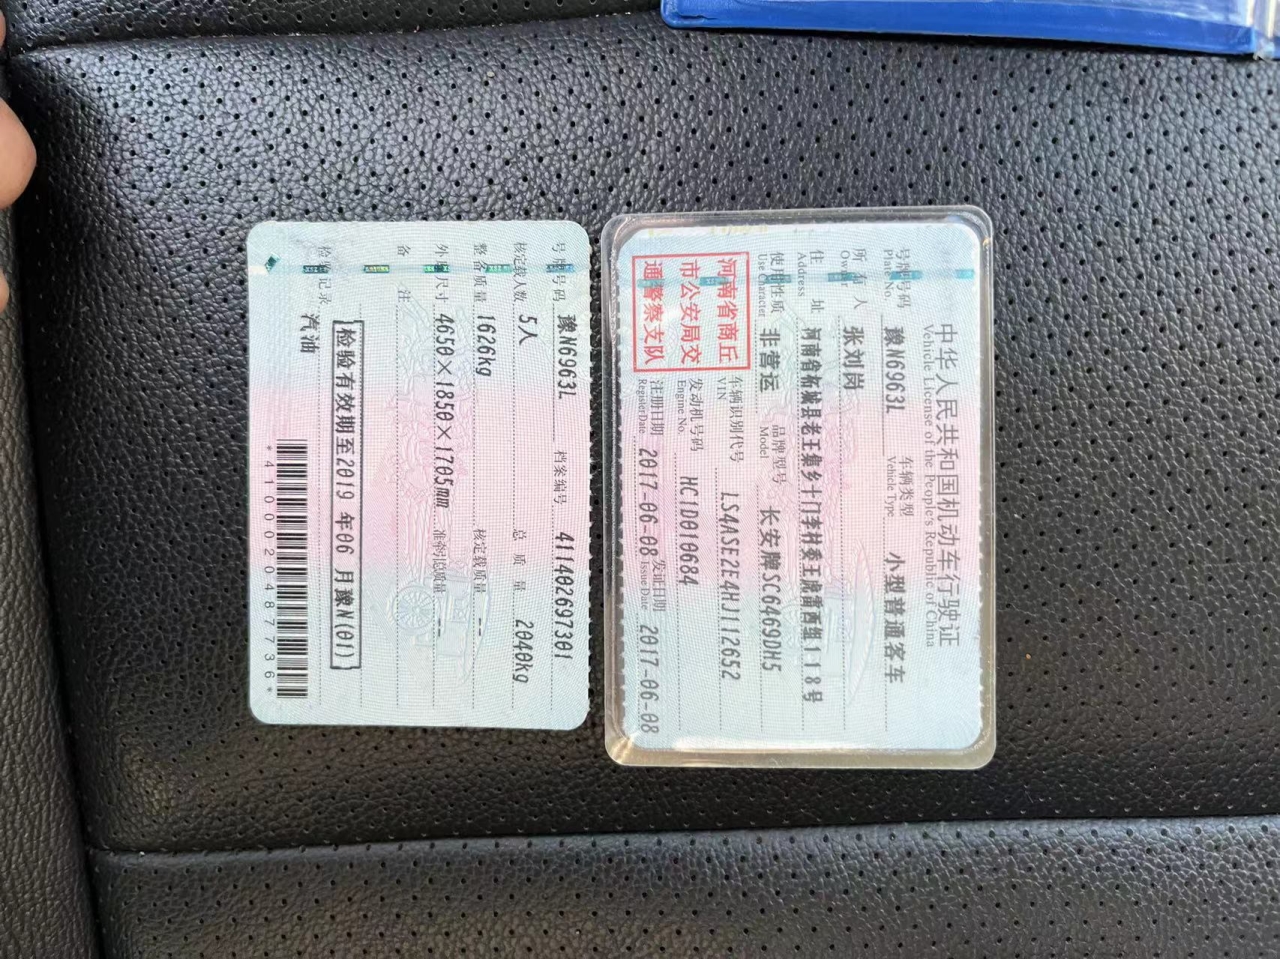 中华人民共和国机动车行驶证
Vehicle License of the People's Republic of China
号牌号码 豫N6963L 车辆类型 小型普通客车
Plate No. Vehicle Type
所有人 张刘岗
Owner
住址 河南省柘城县老王集乡十门李村委王虎雷西组118号
Address
使用性质 非营运 品牌型号 长安牌SC6469DH5
Use Character Model
河南省商丘
市公安局交
通警察支队
车辆识别代号 LS4ASE2E4HJ112652
VIN
发动机号码 HC1D010684
Engine No.
注册日期 2017-06-08 发证日期 2017-06-08
Register Date Issue Date
号牌号码 豫N6963L 档案编号 411402697301
核定载人数 5人 总质量 2040kg
整备质量 1626kg 核定载质量 --
外廓尺寸 4650×1850×1705mm 准牵引总质量 --
备注
检验有效期至2019 年06 月豫N(01)
检验记录 汽油
*4100020487736*